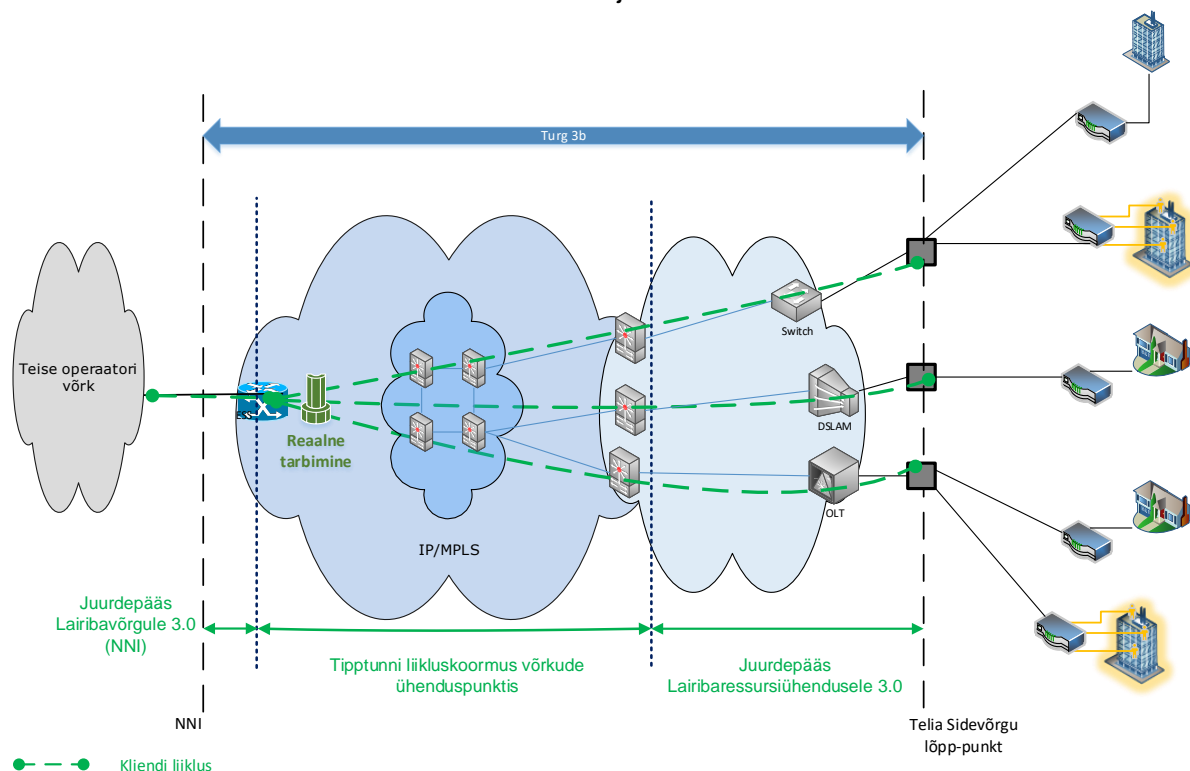 Turg 3b
Teise operaatori
võrk
Reaalne
tarbimine
Switch
DSLAM
OLT
IP/MPLS
Juurdepääs
Lairibavõrgule 3.0
(NNI)
Tipptunni liikluskoormus võrkude
ühenduspunktis
Juurdepääs
Lairibaressursiühendusele 3.0
NNI
Telia Sidevõrgu
lõpp-punkt
Kliendi liiklus